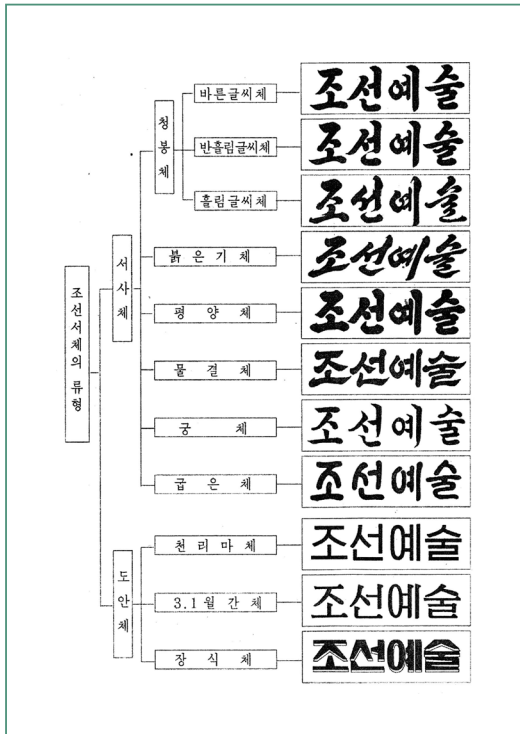 조선서체의 류형
서사체
청봉체
바른글씨체
조선예술
반흘림글씨체
조선예술
흘림글씨체
조선예술
붉은기체
조선예술
평양체
조선예술
물결체
조선예술
궁체
조선예술
굽은체
조선예술
도안체
천리마체
조선예술
3.1월간체
조선예술
장식체
조선예술